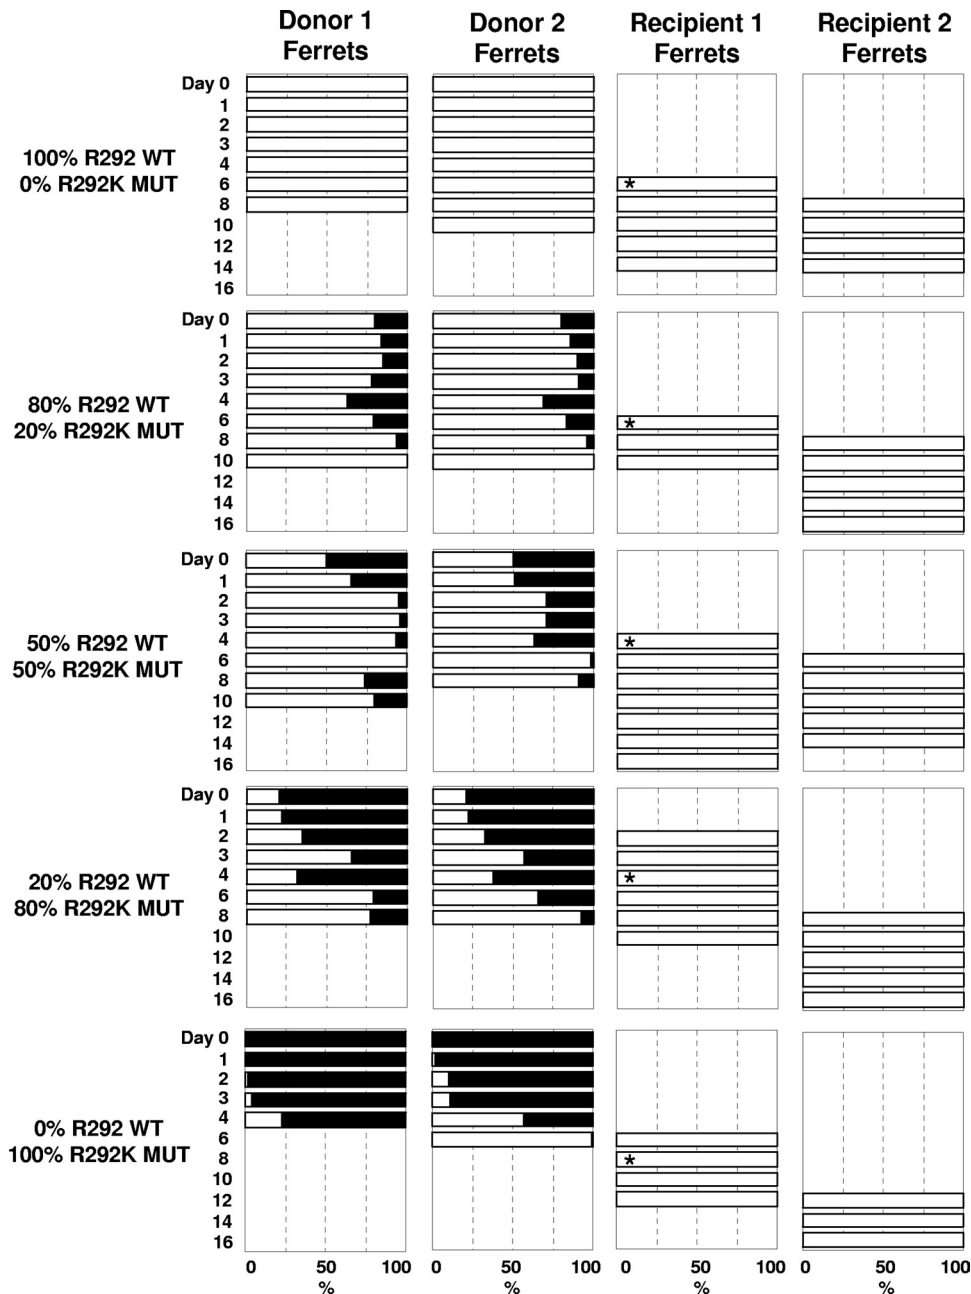 Donor 1 Ferrets
Donor 2 Ferrets
Recipient 1 Ferrets
Recipient 2 Ferrets
100% R292 WT
0% R292K MUT
Day 0
1
2
3
4
6
8
10
12
14
16
*
80% R292 WT
20% R292K MUT
Day 0
1
2
3
4
6
8
10
12
14
16
*
50% R292 WT
50% R292K MUT
Day 0
1
2
3
4
6
8
10
12
14
16
*
20% R292 WT
80% R292K MUT
Day 0
1
2
3
4
6
8
10
12
14
16
*
0% R292 WT
100% R292K MUT
Day 0
1
2
3
4
6
8
10
12
14
16
*
0 50 100 0 50 100 0 50 100 0 50 100
% % % %